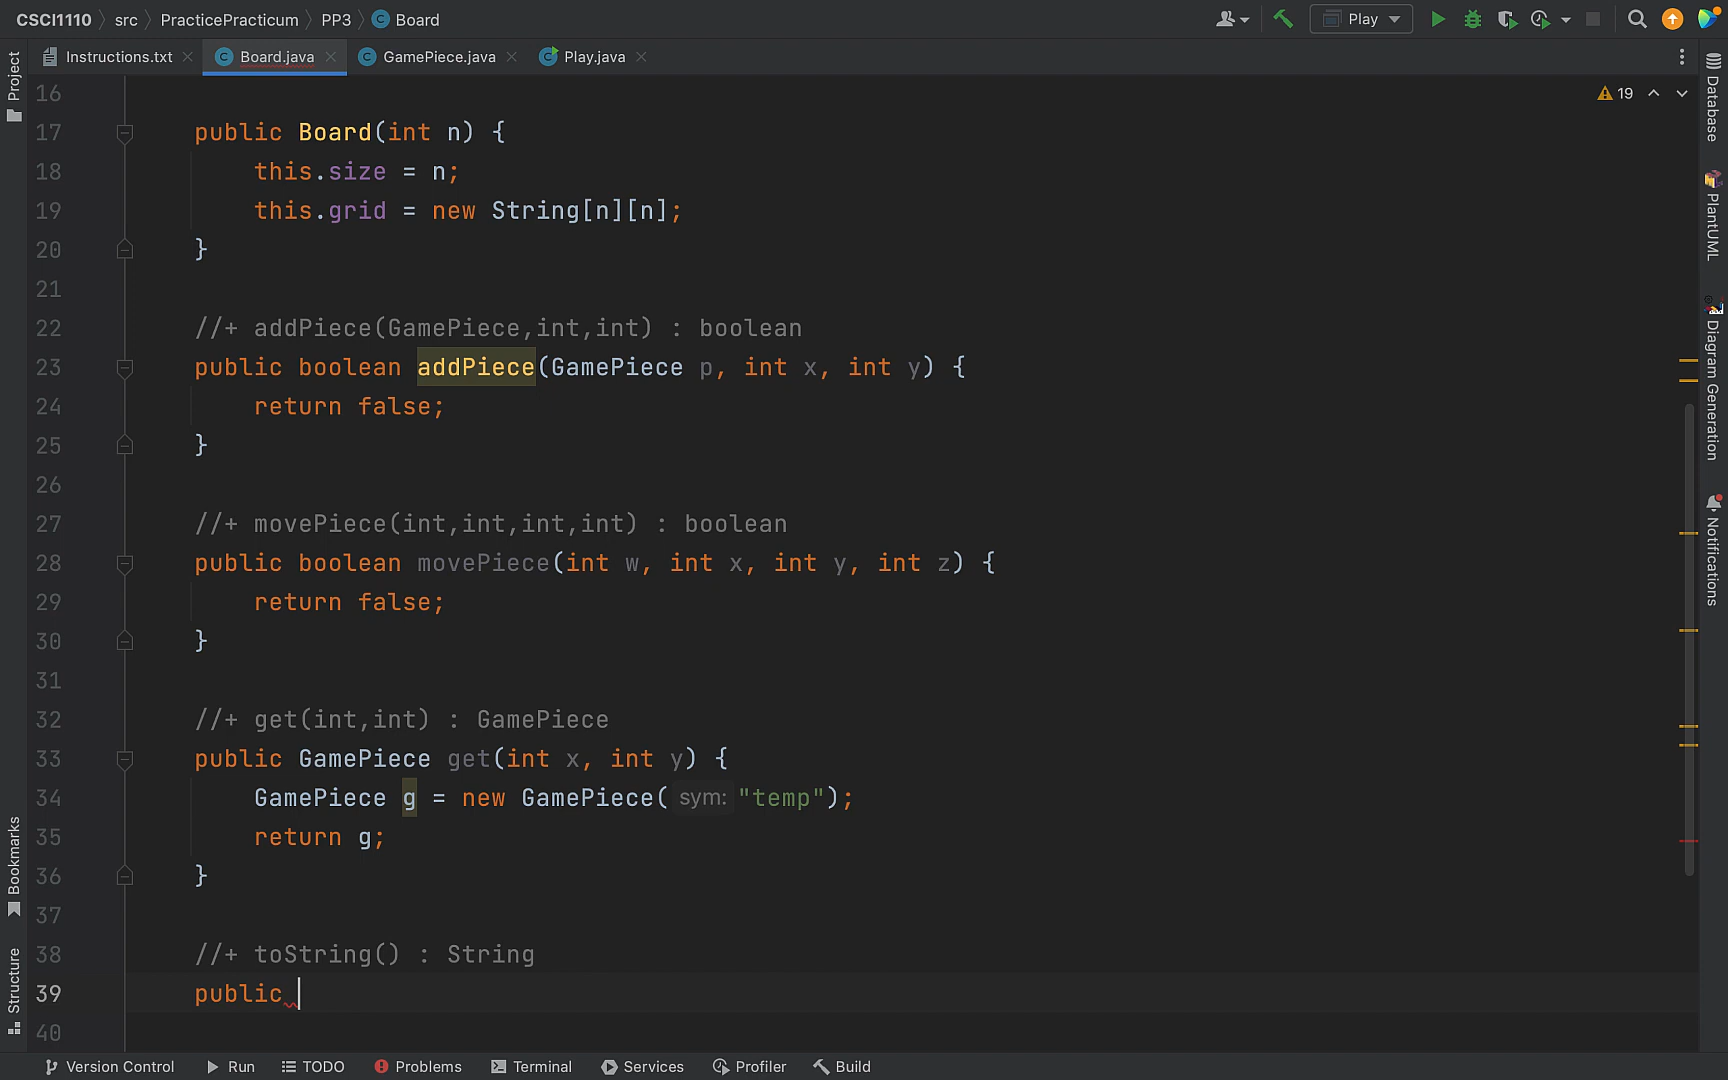 CSCI1110 src PracticePracticum PP3 Board
Play
Instructions.txt Board.java GamePiece.java Play.java
Project
Bookmarks
Structure
16
17 public Board(int n) {
18 this.size = n;
19 this.grid = new String[n][n];
20 }
21
22 //+ addPiece(GamePiece,int,int) : boolean
23 public boolean addPiece(GamePiece p, int x, int y) {
24 return false;
25 }
26
27 //+ movePiece(int,int,int,int) : boolean
28 public boolean movePiece(int w, int x, int y, int z) {
29 return false;
30 }
31
32 //+ get(int,int) : GamePiece
33 public GamePiece get(int x, int y) {
34 GamePiece g = new GamePiece( sym: "temp");
35 return g;
36 }
37
38 //+ toString() : String
39 public
40
19
Database
PlantUML
Diagram Generation
Notifications
Version Control Run TODO Problems Terminal Services Profiler Build